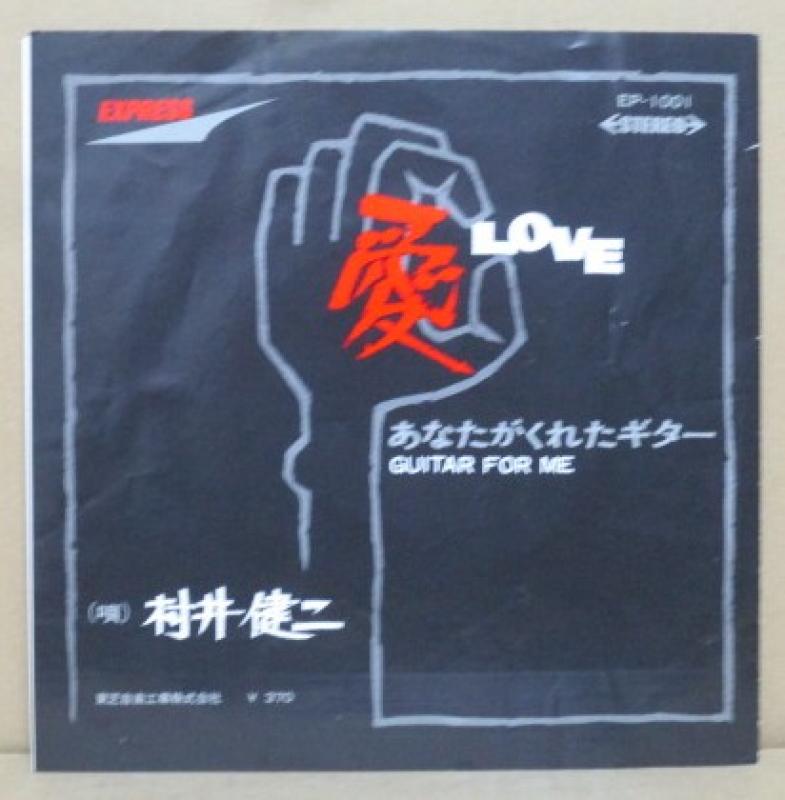 EXPRESS
EP-1001
STEREO
愛
LOVE
あなたがくれたギター
GUITAR FOR ME
(唄) 村井健二
東芝音楽工業株式会社 ¥ 370